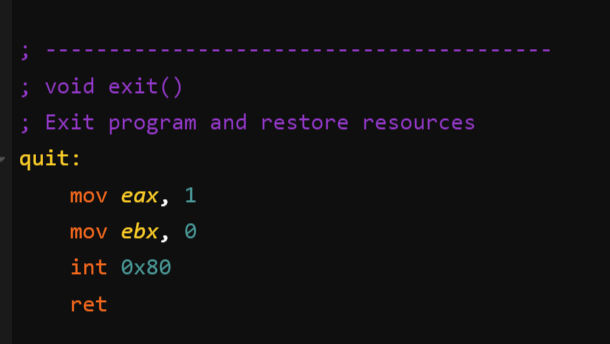 ; ----------------------------------------
; void exit()
; Exit program and restore resources
quit:
    mov eax, 1
    mov ebx, 0
    int 0x80
    ret